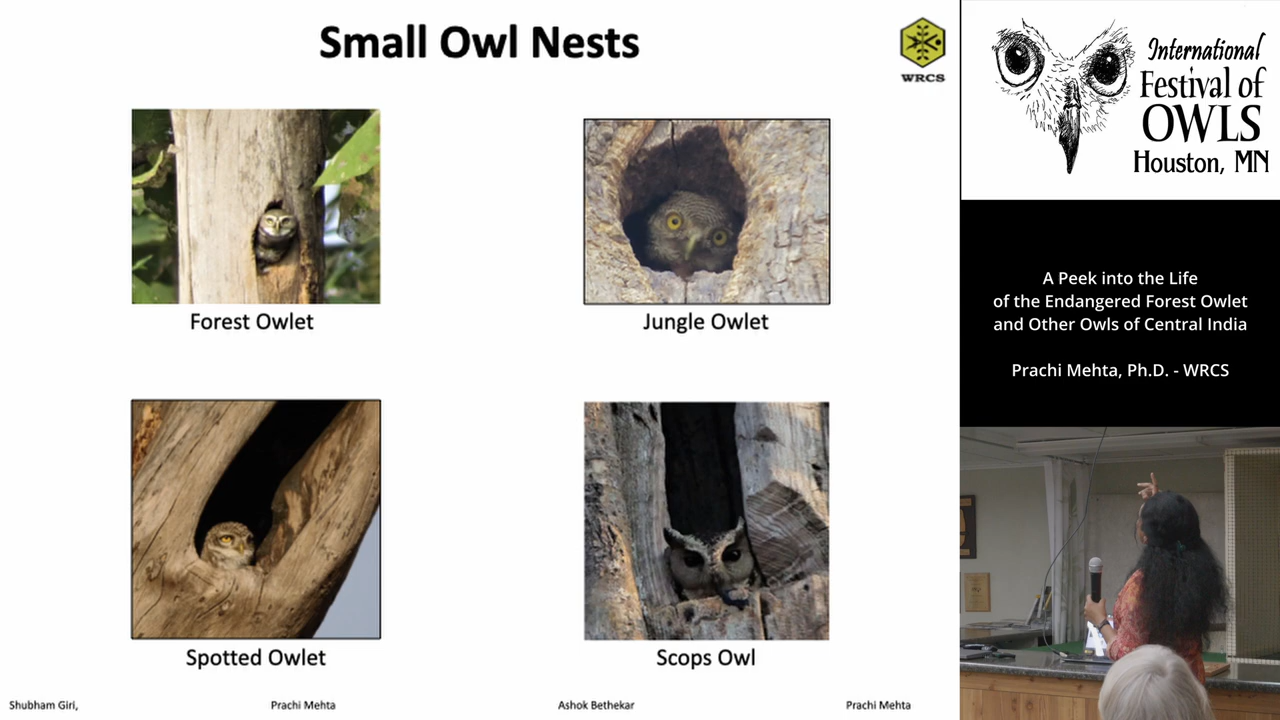 Small Owl Nests
WRCS
Forest Owlet
Jungle Owlet
Spotted Owlet
Scops Owl
Shubham Giri,
Prachi Mehta
Ashok Bethekar
Prachi Mehta
International
Festival of
OWLS
Houston, MN
A Peek into the Life
of the Endangered Forest Owlet
and Other Owls of Central India
Prachi Mehta, Ph.D. - WRCS